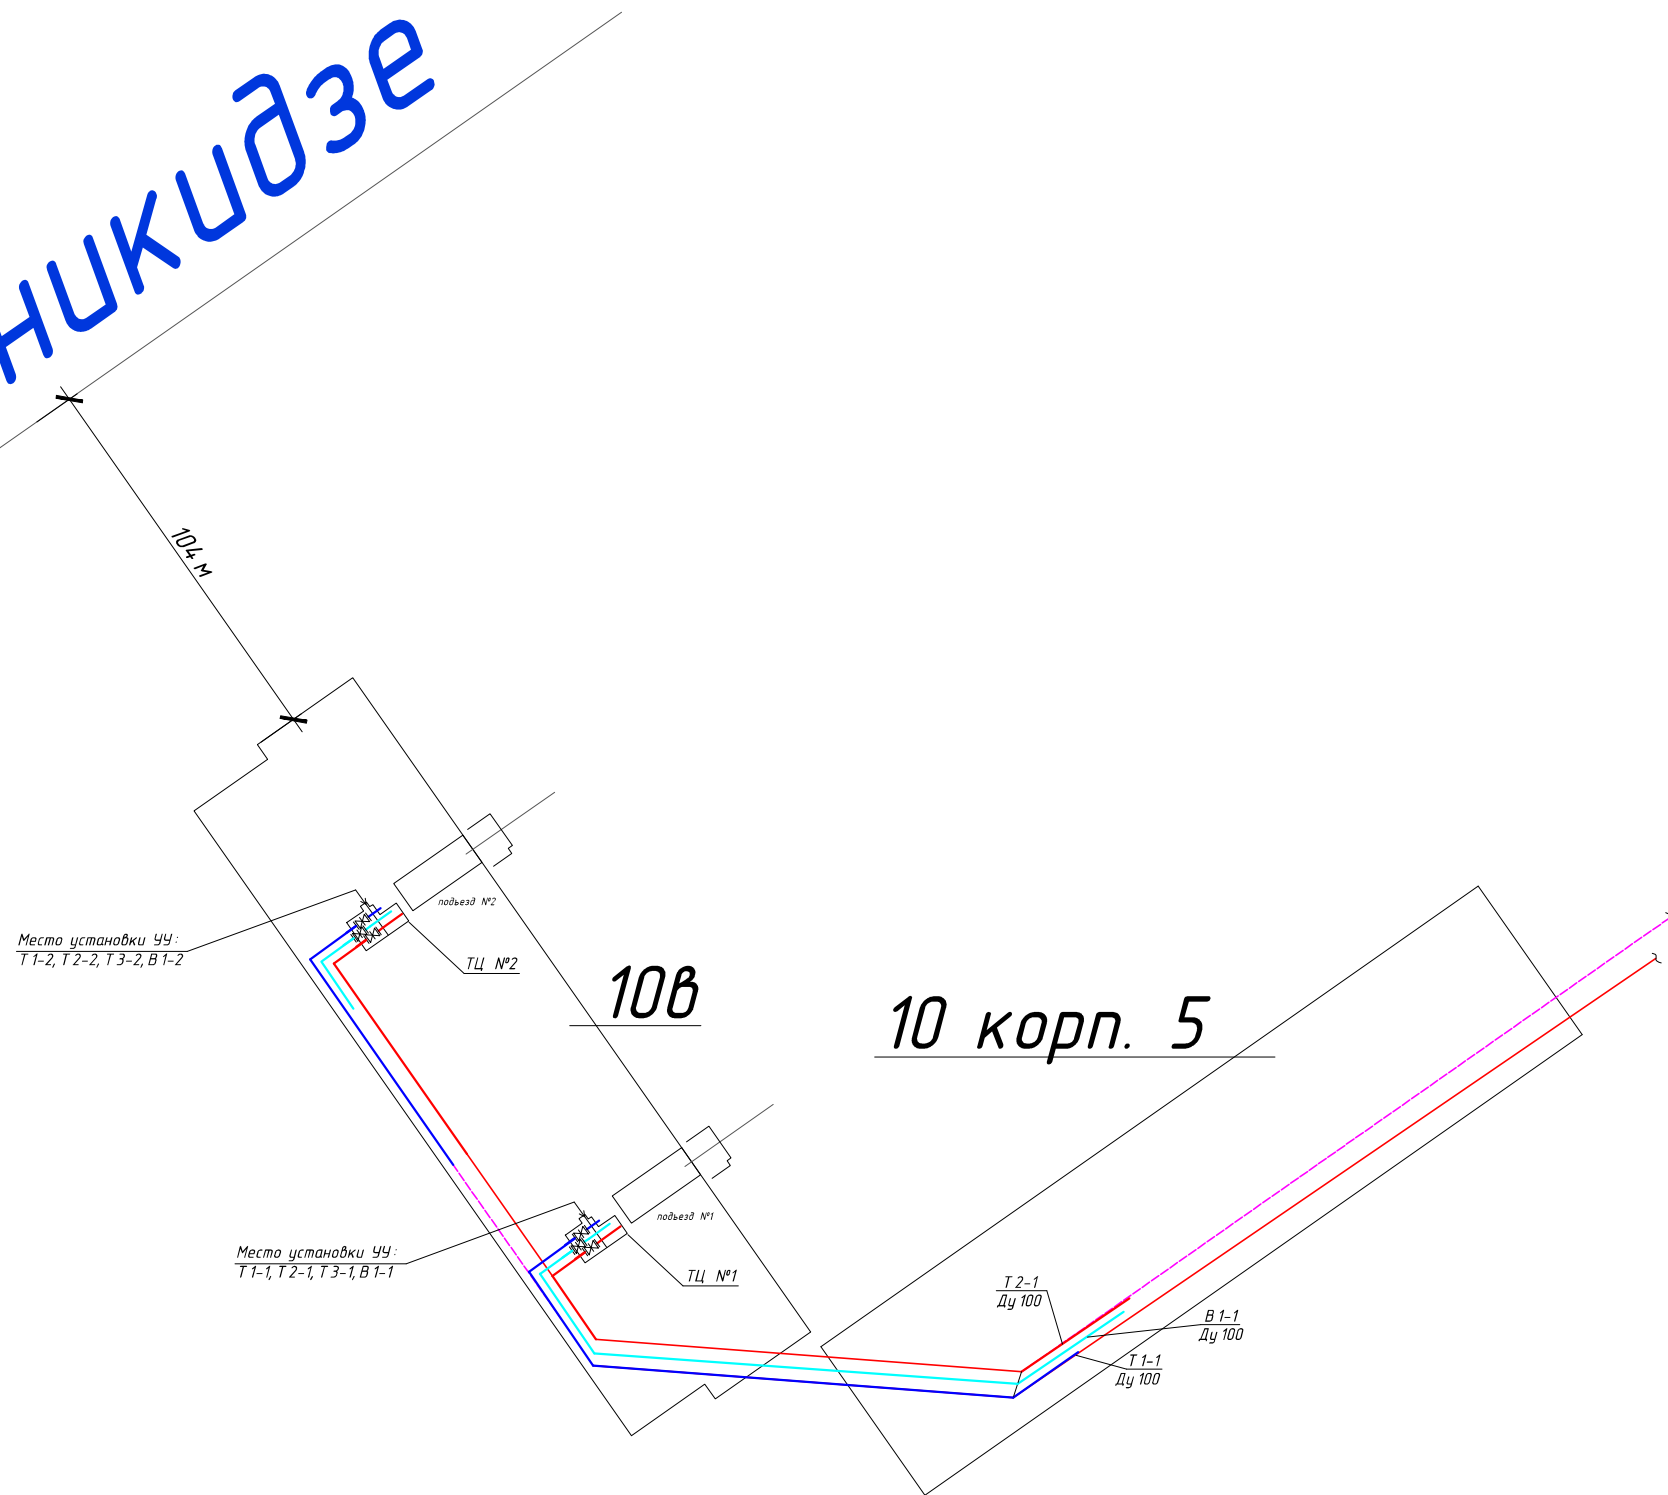 никидзе
104 м
подъезд №2
Место установки УУ:
Т 1-2, Т 2-2, Т 3-2, В 1-2
ТЦ №2
10в
10 корп. 5
подъезд №1
Место установки УУ:
Т 1-1, Т 2-1, Т 3-1, В 1-1
ТЦ №1
Т 2-1
Ду 100
В 1-1
Ду 100
Т 1-1
Ду 100